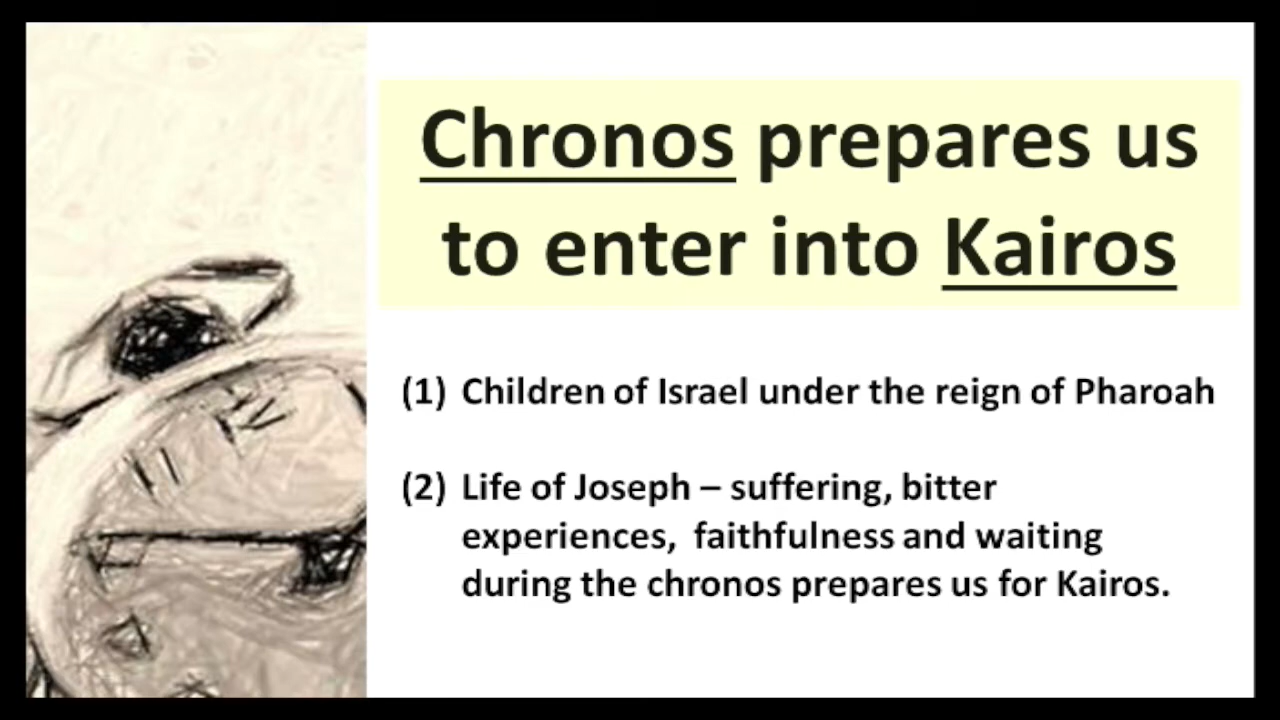 Chronos prepares us
to enter into Kairos
(1) Children of Israel under the reign of Pharoah
(2) Life of Joseph – suffering, bitter
experiences, faithfulness and waiting
during the chronos prepares us for Kairos.